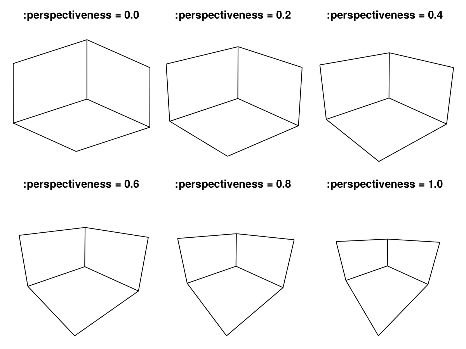 :perspectiveness = 0.0
:perspectiveness = 0.2
:perspectiveness = 0.4
:perspectiveness = 0.6
:perspectiveness = 0.8
:perspectiveness = 1.0